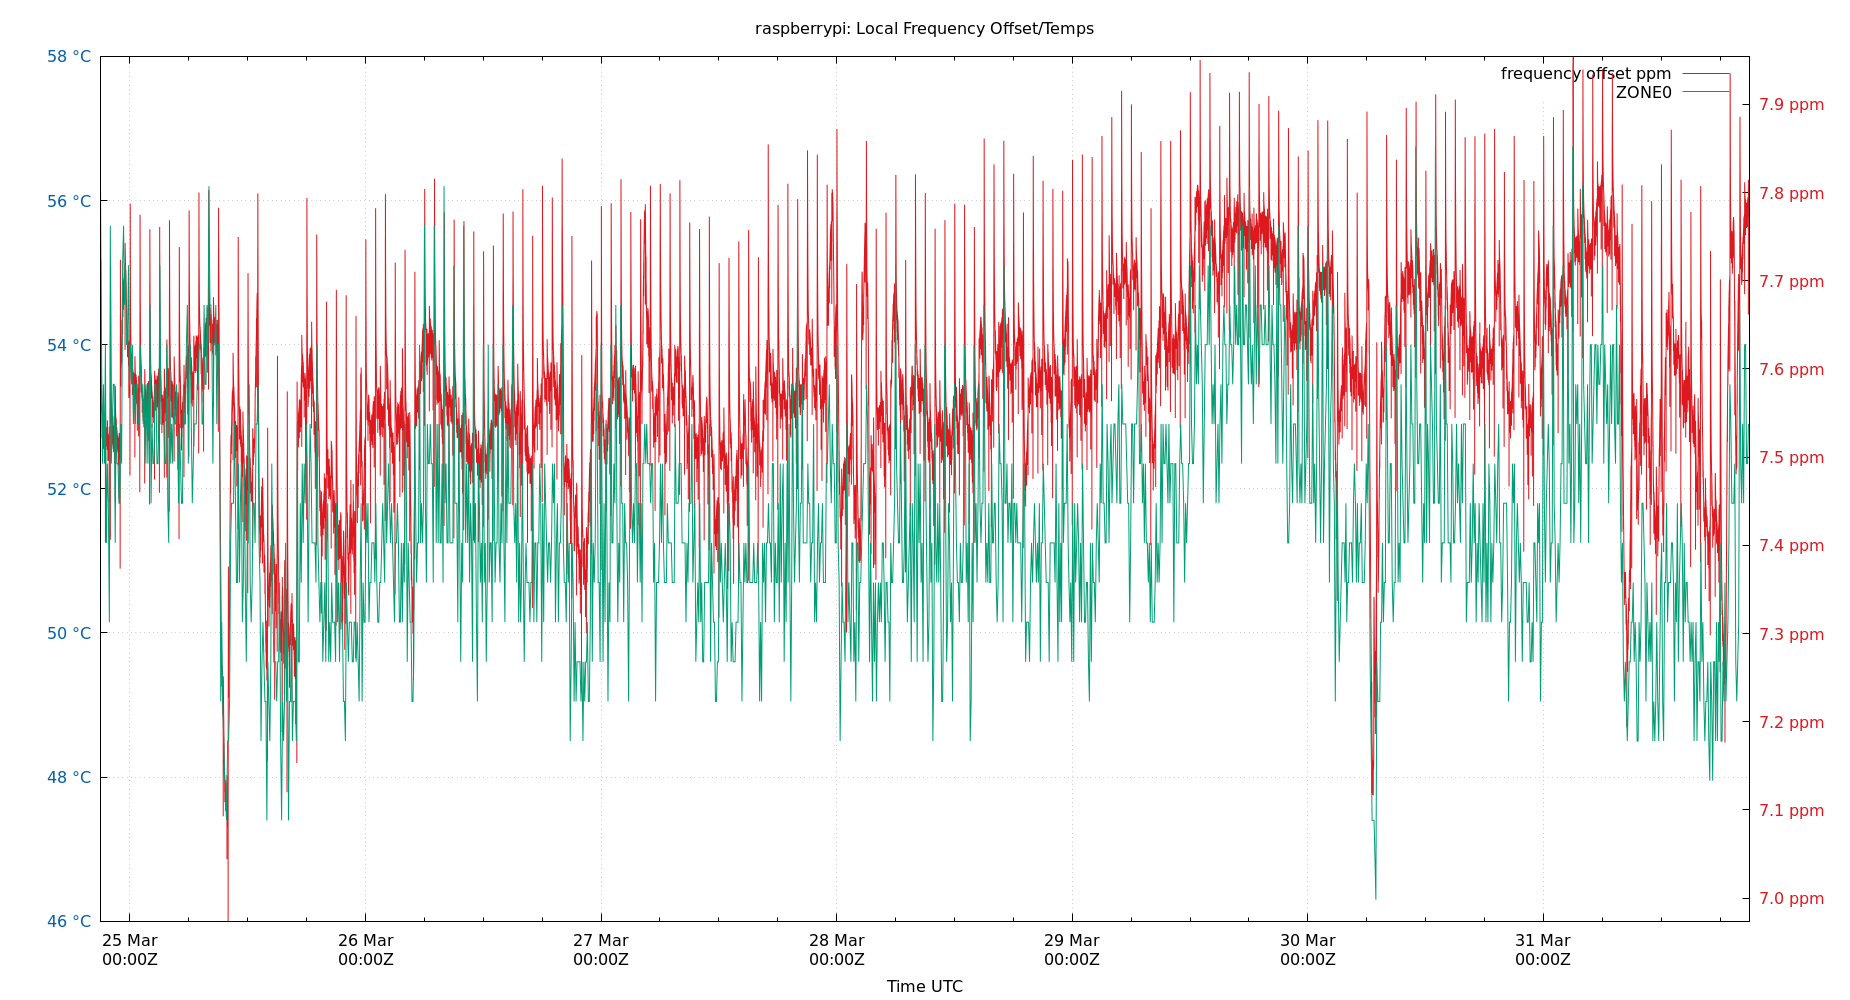 raspberrypi: Local Frequency Offset/Temps
58 °C
56 °C
54 °C
52 °C
50 °C
48 °C
46 °C
frequency offset ppm
ZONE0
7.9 ppm
7.8 ppm
7.7 ppm
7.6 ppm
7.5 ppm
7.4 ppm
7.3 ppm
7.2 ppm
7.1 ppm
7.0 ppm
25 Mar
00:00Z
26 Mar
00:00Z
27 Mar
00:00Z
28 Mar
00:00Z
29 Mar
00:00Z
30 Mar
00:00Z
31 Mar
00:00Z
Time UTC